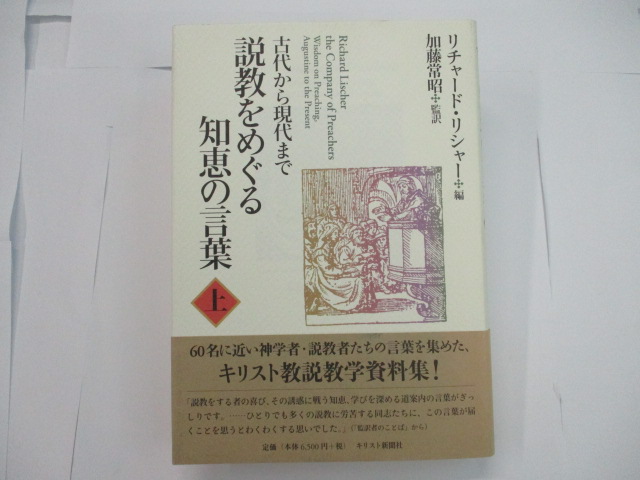 リチャード・リシャー✣編
加藤常昭✣監訳
Richard Lischer
the Company of Preachers
Wisdom on Preaching,
Augustine to the Present
古代から現代まで
説教をめぐる
知恵の言葉
上
60名に近い神学者・説教者たちの言葉を集めた、
キリスト教説教学資料集！
「説教をする者の喜び、その誘惑に戦う知恵、学びを深める道案内の言葉がぎっ
しりです。……ひとりでも多くの説教に労苦する同志たちに、この言葉が届
くことを思うとわくわくする思いでした。」（「監訳者のことば」から）
定価（本体6,500円+税） キリスト新聞社